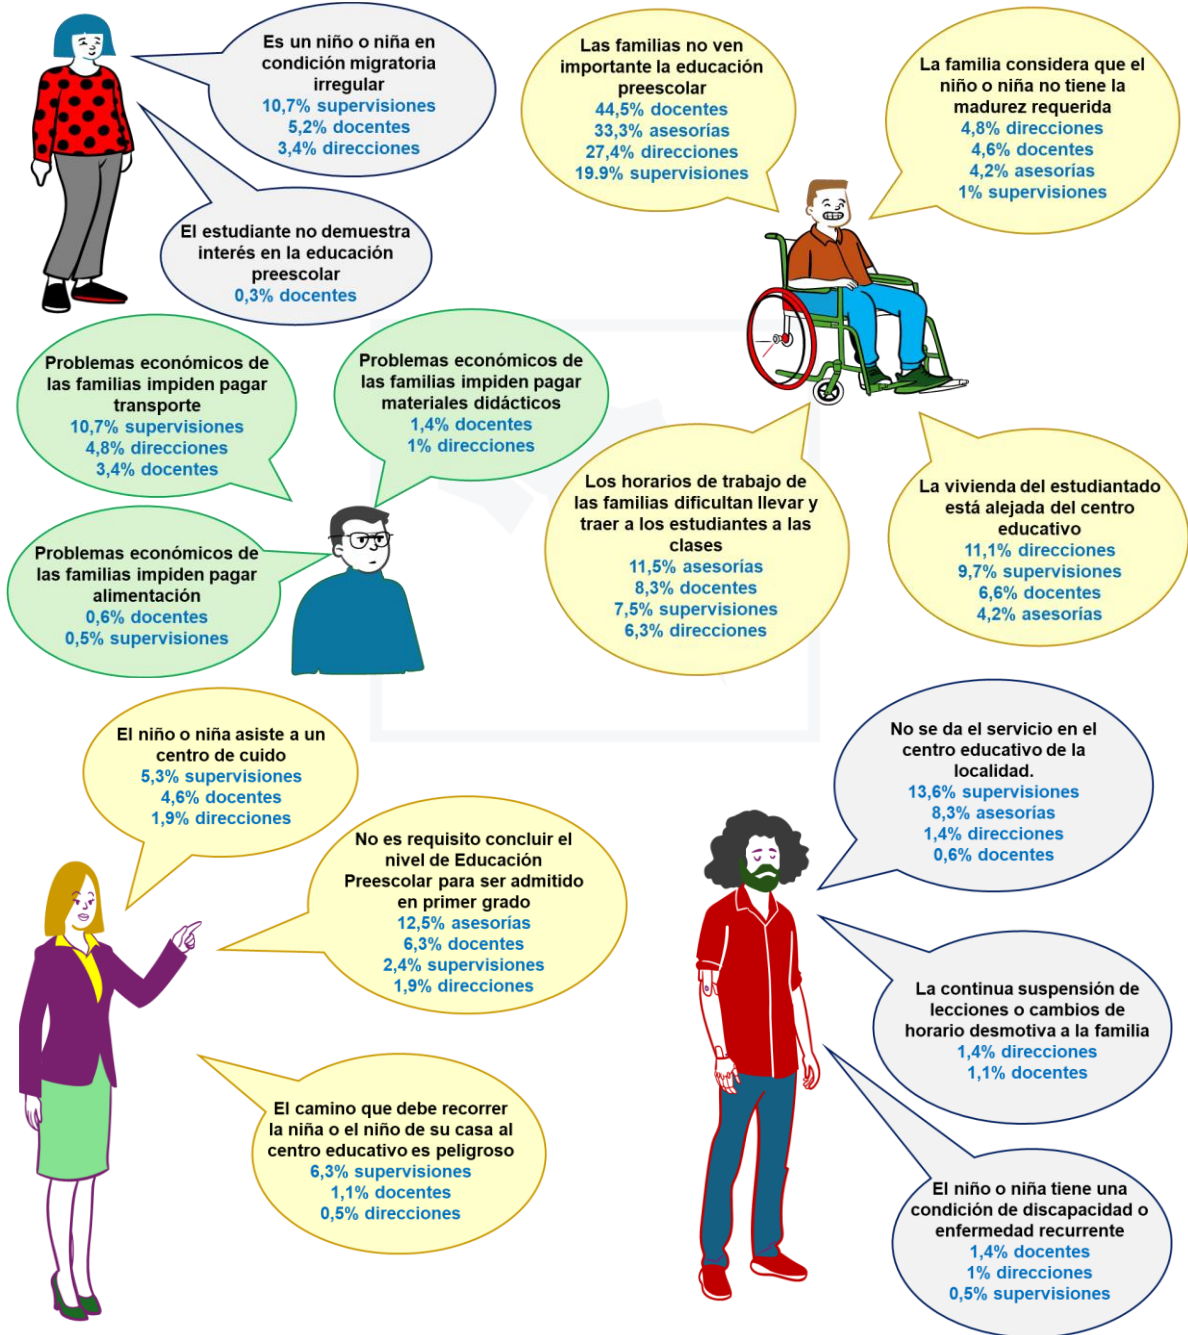 Es un niño o niña en
condición migratoria
irregular
10,7% supervisiones
5,2% docentes
3,4% direcciones
Las familias no ven
importante la educación
preescolar
44,5% docentes
33,3% asesorías
27,4% direcciones
19.9% supervisiones
La familia considera que el
niño o niña no tiene la
madurez requerida
4,8% direcciones
4,6% docentes
4,2% asesorías
1% supervisiones
El estudiante no demuestra
interés en la educación
preescolar
0,3% docentes
Problemas económicos de
las familias impiden pagar
transporte
10,7% supervisiones
4,8% direcciones
3,4% docentes
Problemas económicos de
las familias impiden pagar
materiales didácticos
1,4% docentes
1% direcciones
Problemas económicos de
las familias impiden pagar
alimentación
0,6% docentes
0,5% supervisiones
Los horarios de trabajo de
las familias dificultan llevar y
traer a los estudiantes a las
clases
11,5% asesorías
8,3% docentes
7,5% supervisiones
6,3% direcciones
La vivienda del estudiantado
está alejada del centro
educativo
11,1% direcciones
9,7% supervisiones
6,6% docentes
4,2% asesorías
El niño o niña asiste a un
centro de cuido
5,3% supervisiones
4,6% docentes
1,9% direcciones
No es requisito concluir el
nivel de Educación
Preescolar para ser admitido
en primer grado
12,5% asesorías
6,3% docentes
2,4% supervisiones
1,9% direcciones
El camino que debe recorrer
la niña o el niño de su casa al
centro educativo es peligroso
6,3% supervisiones
1,1% docentes
0,5% direcciones
No se da el servicio en el
centro educativo de la
localidad.
13,6% supervisiones
8,3% asesorías
1,4% direcciones
0,6% docentes
La continua suspensión de
lecciones o cambios de
horario desmotiva a la familia
1,4% direcciones
1,1% docentes
El niño o niña tiene una
condición de discapacidad o
enfermedad recurrente
1,4% docentes
1% direcciones
0,5% supervisiones